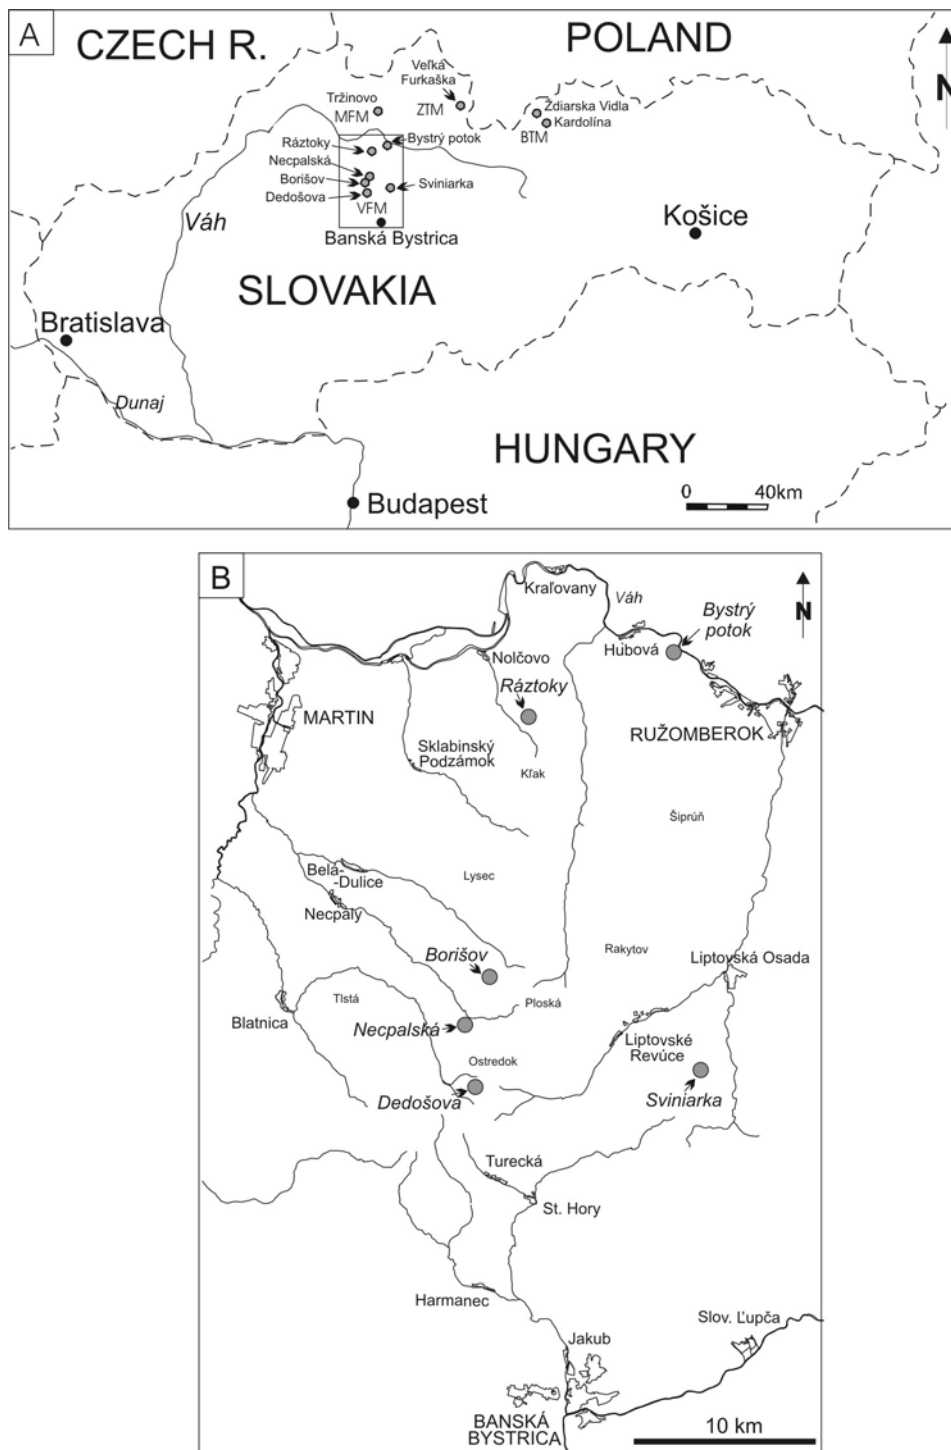 A
CZECH R.
POLAND
N
Veľká
Furkaška
Tržinovo
MFM
ZTM
Ždiarska Vidla
Kardolína
BTM
Ráztoky
Bystrý potok
Necpalská
Borišov
Sviniarka
Dedošova
VFM
Váh
Banská Bystrica
Košice
SLOVAKIA
Bratislava
Dunaj
HUNGARY
0 40km
Budapest
B
Kraľovany
Váh
N
Bystrý
potok
Hubová
Nolčovo
Ráztoky
MARTIN
RUŽOMBEROK
Sklabinský
Podzámok
Kľak
Šiprúň
Belá-
-Dulice
Lysec
Necpaly
Borišov
Rakytov
Liptovská Osada
Tlstá
Ploská
Blatnica
Necpalská
Liptovské
Revúce
Ostredok
Dedošova
Sviniarka
Turecká
St. Hory
Harmanec
Slov. Ľupča
Jakub
BANSKÁ
BYSTRICA
10 km